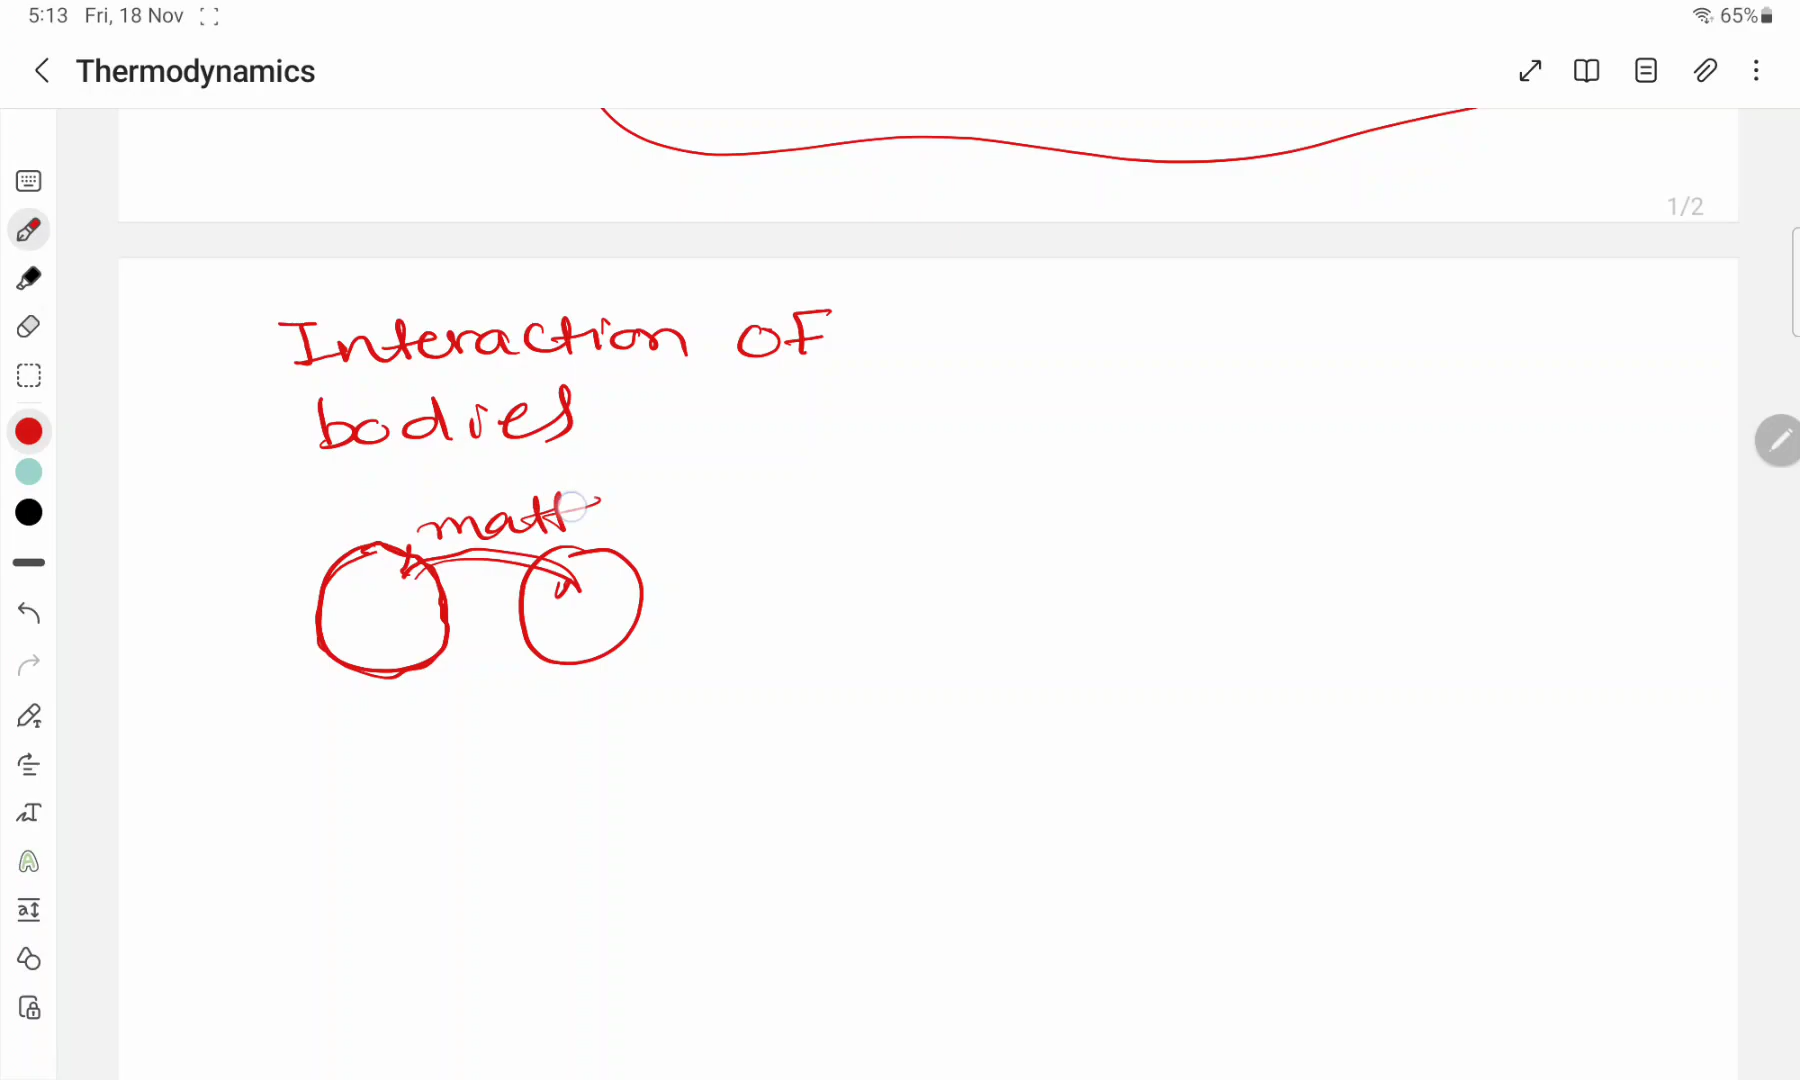 5:13 Fri, 18 Nov 65%
Thermodynamics
1/2
Interaction of
bodies
matt